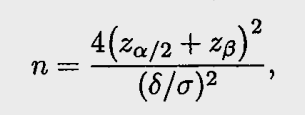 n = \frac{4(z_{\alpha/2} + z_{\beta})^2}{(\delta/\sigma)^2},